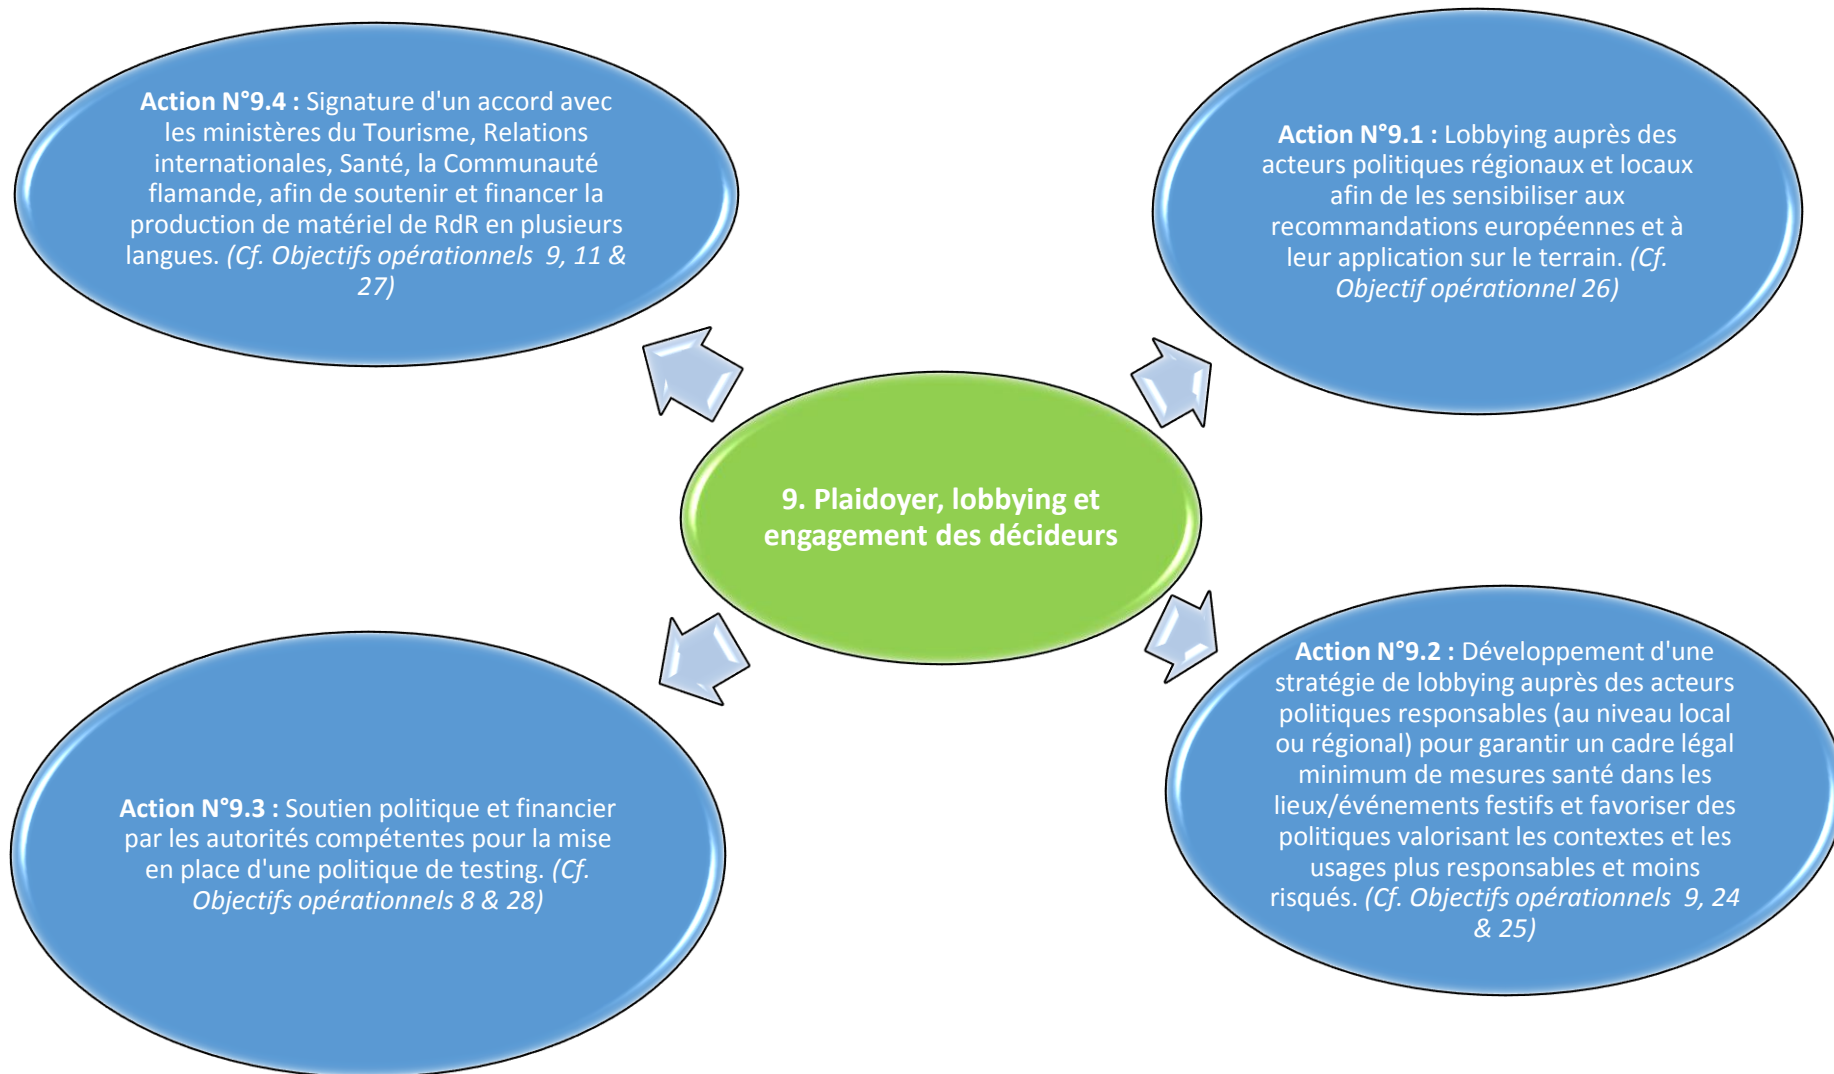 Action N°9.4 : Signature d'un accord avec
les ministères du Tourisme, Relations
internationales, Santé, la Communauté
flamande, afin de soutenir et financer la
production de matériel de RdR en plusieurs
langues. (Cf. Objectifs opérationnels 9, 11 &
27)
Action N°9.1 : Lobbying auprès des
acteurs politiques régionaux et locaux
afin de les sensibiliser aux
recommandations européennes et à
leur application sur le terrain. (Cf.
Objectif opérationnel 26)
9. Plaidoyer, lobbying et
engagement des décideurs
Action N°9.3 : Soutien politique et financier
par les autorités compétentes pour la mise
en place d'une politique de testing. (Cf.
Objectifs opérationnels 8 & 28)
Action N°9.2 : Développement d'une
stratégie de lobbying auprès des acteurs
politiques responsables (au niveau local
ou régional) pour garantir un cadre légal
minimum de mesures santé dans les
lieux/événements festifs et favoriser des
politiques valorisant les contextes et les
usages plus responsables et moins
risqués. (Cf. Objectifs opérationnels 9, 24
& 25)